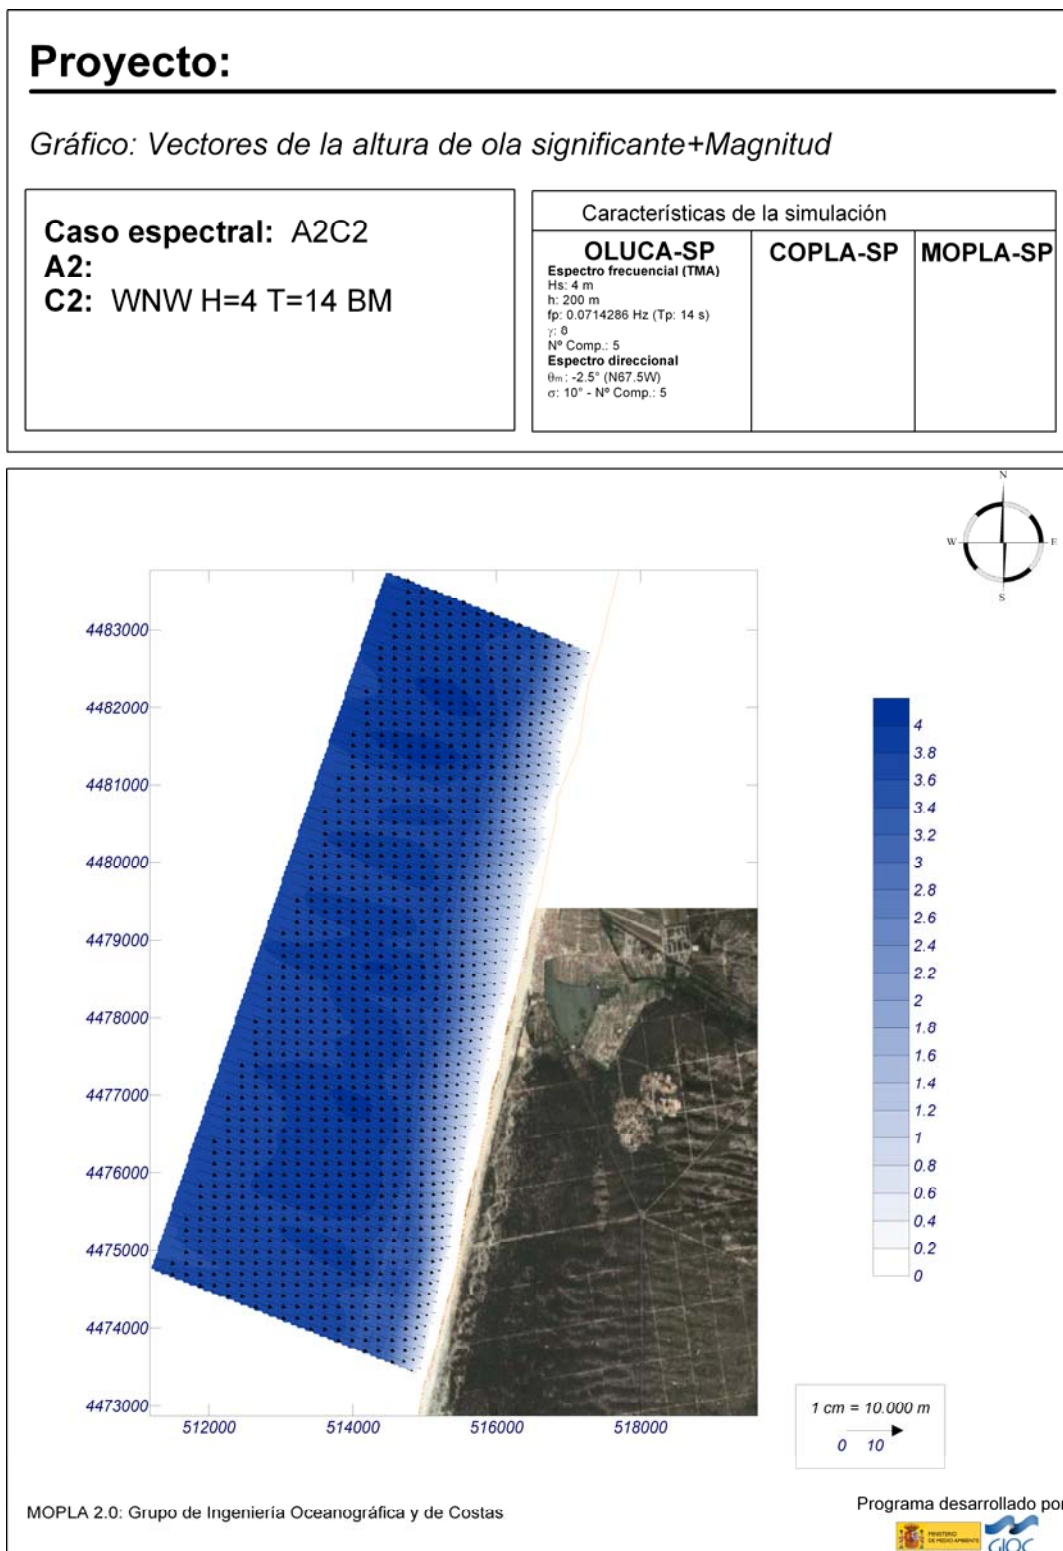 Proyecto:
Gráfico: Vectores de la altura de ola significante+Magnitud
Caso espectral: A2C2
A2:
C2: WNW H=4 T=14 BM
Características de la simulación
OLUCA-SP
Espectro frecuencial (TMA)
Hs: 4 m
h: 200 m
fp: 0.0714286 Hz (Tp: 14 s)
γ: 8
Nº Comp.: 5
Espectro direccional
θm: -2.5° (N67.5W)
σ: 10° - Nº Comp.: 5
COPLA-SP
MOPLA-SP
N
W
E
S
4483000
4482000
4481000
4480000
4479000
4478000
4477000
4476000
4475000
4474000
4473000
512000
514000
516000
518000
4
3.8
3.6
3.4
3.2
3
2.8
2.6
2.4
2.2
2
1.8
1.6
1.4
1.2
1
0.8
0.6
0.4
0.2
0
1 cm = 10.000 m
0 10
MOPLA 2.0: Grupo de Ingeniería Oceanográfica y de Costas
Programa desarrollado por
MINISTERIO
DE MEDIO AMBIENTE
GIOC